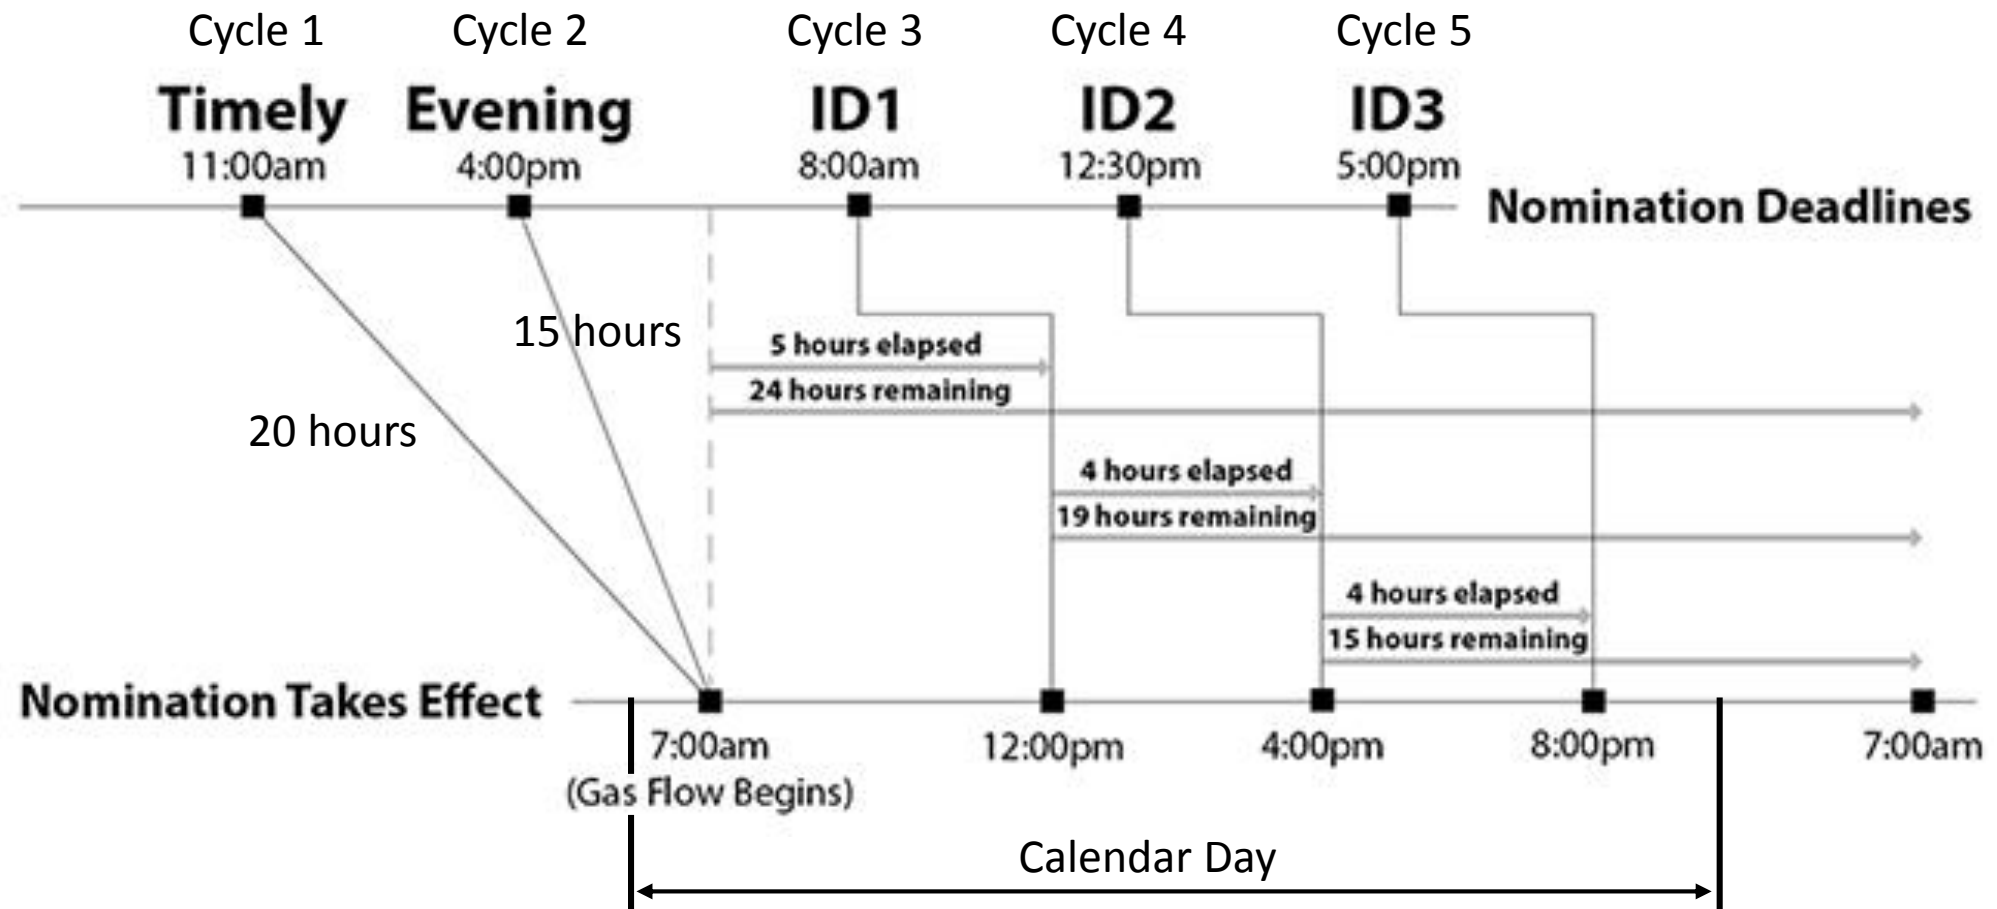 Cycle 1 Cycle 2 Cycle 3 Cycle 4 Cycle 5
Timely Evening ID1 ID2 ID3
11:00am 4:00pm 8:00am 12:30pm 5:00pm
Nomination Deadlines
15 hours
5 hours elapsed
24 hours remaining
20 hours
4 hours elapsed
19 hours remaining
4 hours elapsed
15 hours remaining
Nomination Takes Effect
7:00am 12:00pm 4:00pm 8:00pm 7:00am
(Gas Flow Begins)
Calendar Day